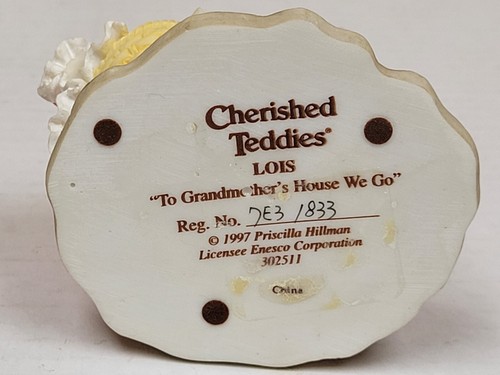 Cherished
Teddies®
LOIS
"To Grandmother's House We Go"
Reg. No. 7E3 1833
© 1997 Priscilla Hillman
Licensee Enesco Corporation
302511
China